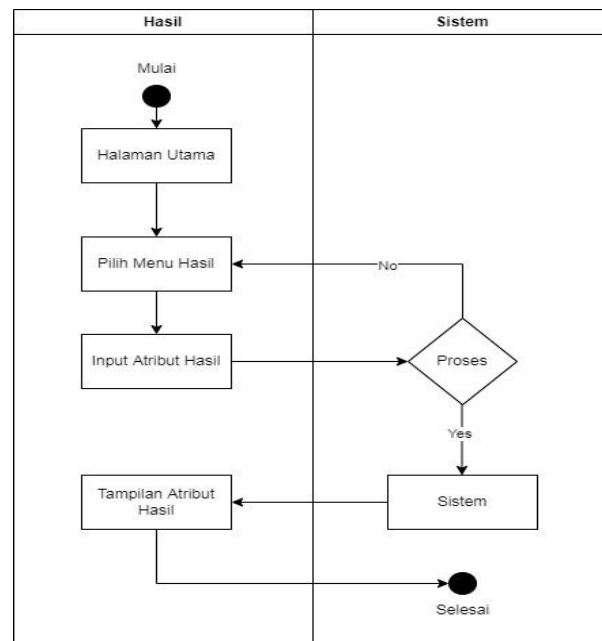 Hasil
Sistem
Mulai
Halaman Utama
Pilih Menu Hasil
No
Input Atribut Hasil
Proses
Yes
Tampilan Atribut
Hasil
Sistem
Selesai